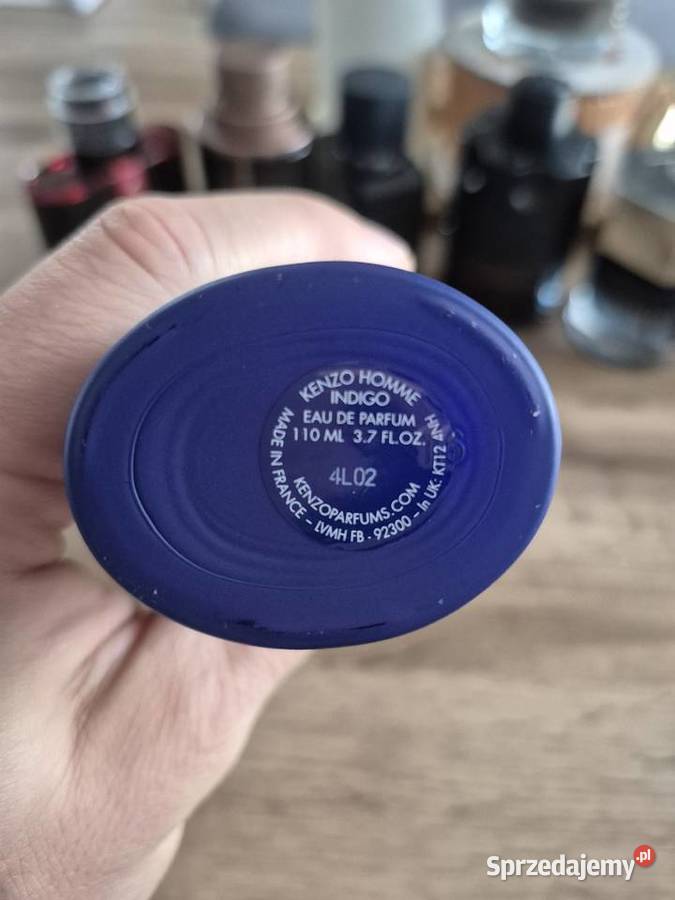 KENZO HOMME
INDIGO
EAU DE PARFUM
110 ML 3.7 FL.OZ.
4L02
KENZOPARFUMS.COM
MADE IN FRANCE – LVMH FB - 92300 – In UK: KT12 4NH
Sprzedajemy.pl